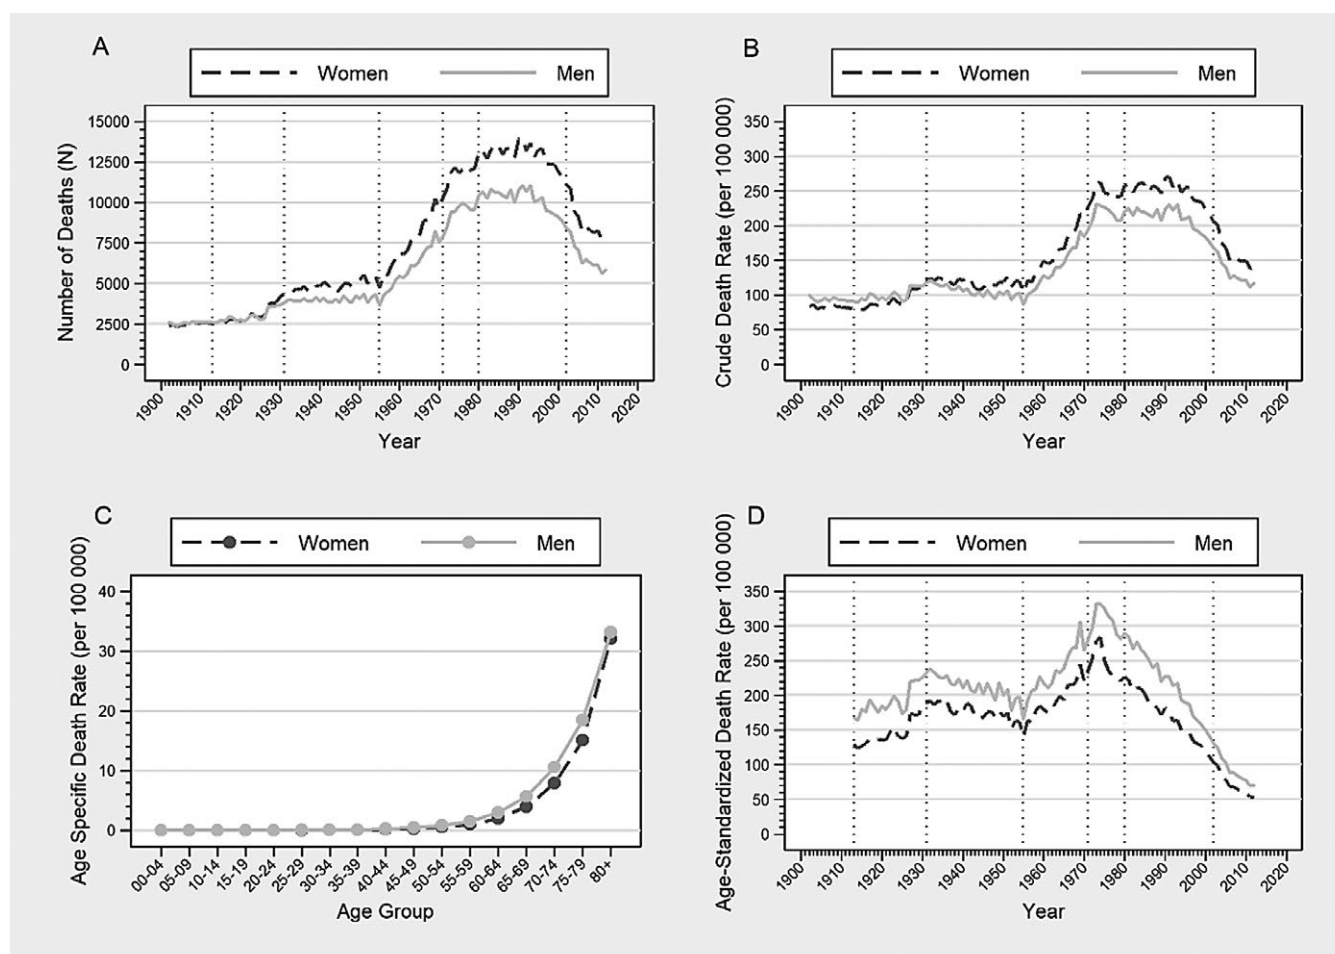 A
Women Men
Number of Deaths (N)
15000
12500
10000
7500
5000
2500
0
1900 1910 1920 1930 1940 1950 1960 1970 1980 1990 2000 2010 2020
Year
B
Women Men
Crude Death Rate (per 100 000)
350
300
250
200
150
100
50
0
1900 1910 1920 1930 1940 1950 1960 1970 1980 1990 2000 2010 2020
Year
C
Women Men
Age Specific Death Rate (per 100 000)
40
30
20
10
0
00-04 05-09 10-14 15-19 20-24 25-29 30-34 35-39 40-44 45-49 50-54 55-59 60-64 65-69 70-74 75-79 80+
Age Group
D
Women Men
Age-Standardized Death Rate (per 100 000)
350
300
250
200
150
100
50
0
1900 1910 1920 1930 1940 1950 1960 1970 1980 1990 2000 2010 2020
Year